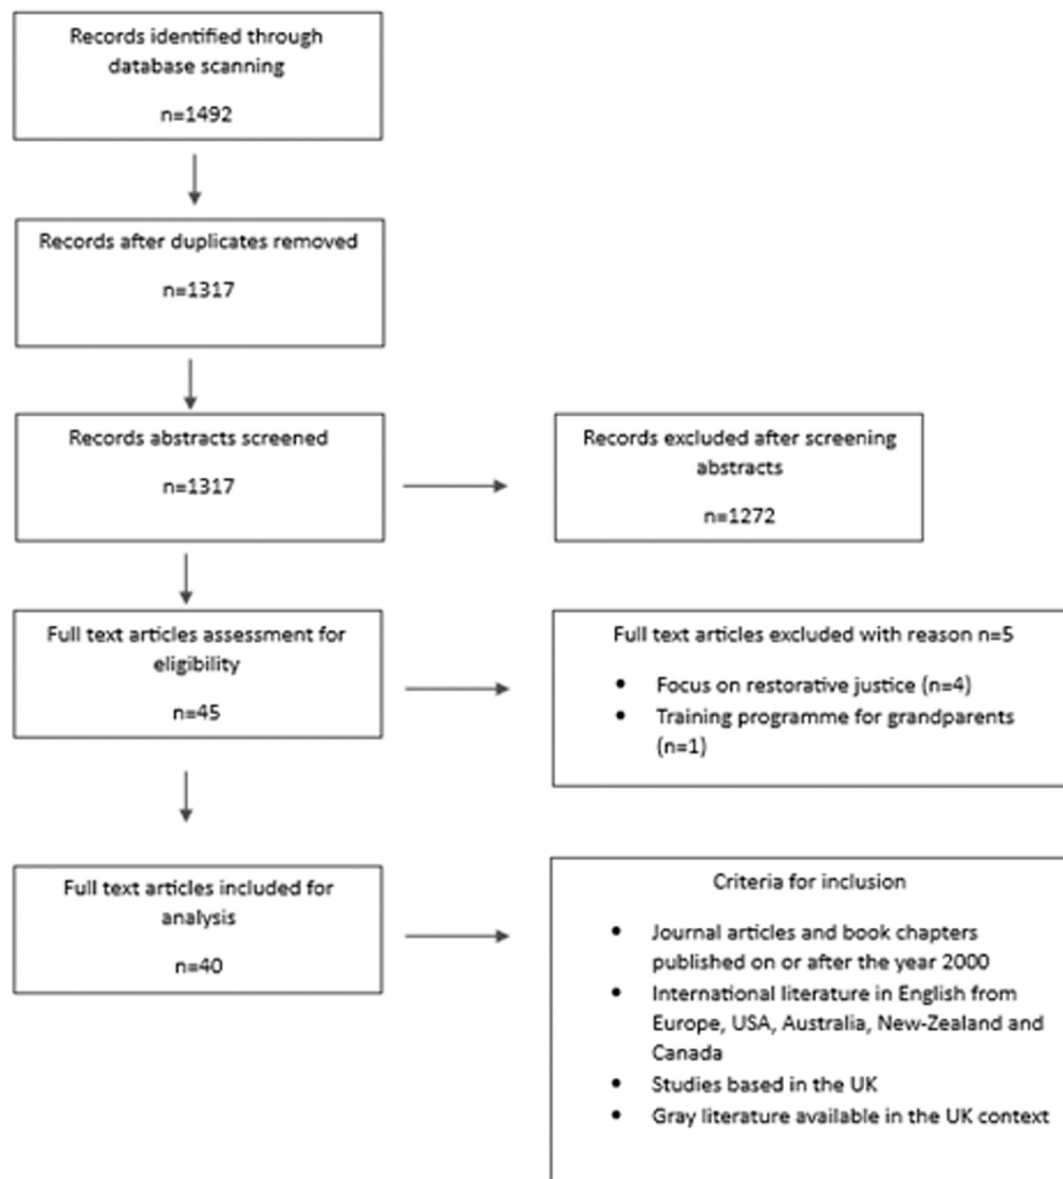 Records identified through
database scanning
n=1492
Records after duplicates removed
n=1317
Records abstracts screened
n=1317
Records excluded after screening
abstracts
n=1272
Full text articles assessment for
eligibility
n=45
Full text articles excluded with reason n=5
• Focus on restorative justice (n=4)
• Training programme for grandparents
(n=1)
Full text articles included for
analysis
n=40
Criteria for inclusion
• Journal articles and book chapters
published on or after the year 2000
• International literature in English from
Europe, USA, Australia, New-Zealand and
Canada
• Studies based in the UK
• Gray literature available in the UK context